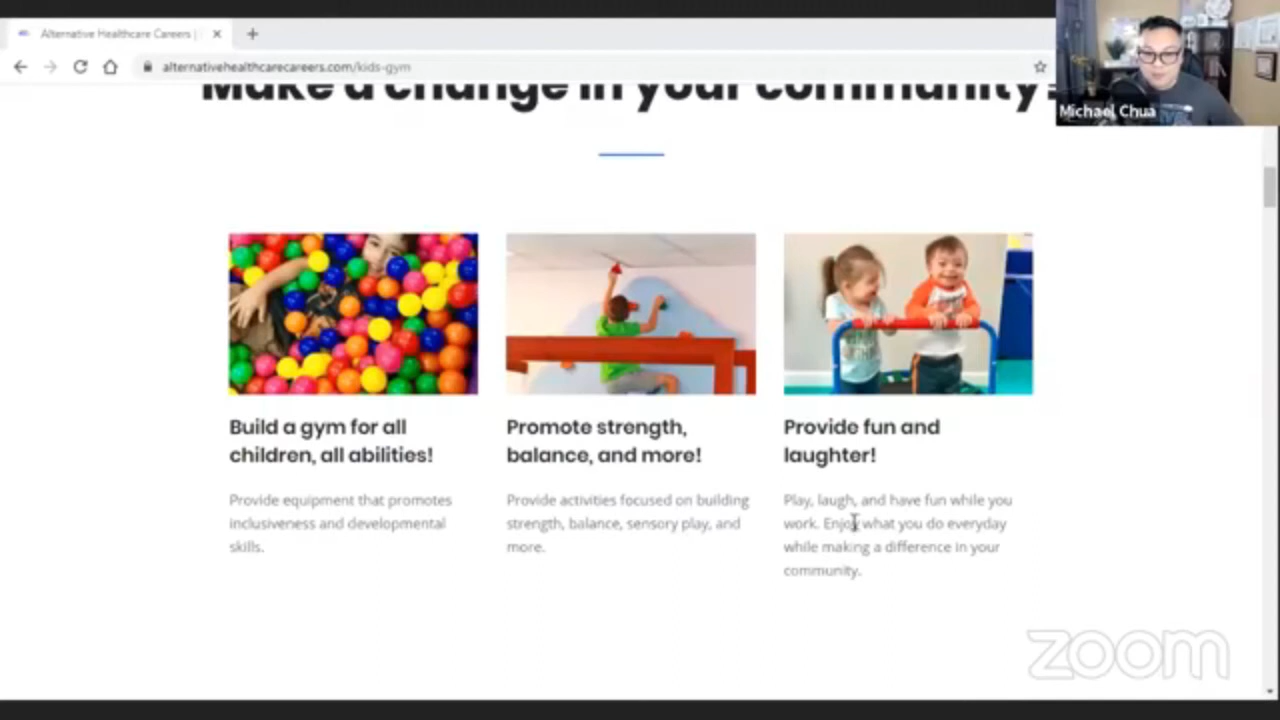 Alternative Healthcare Careers |
alternativehealthcarecareers.com/kids-gym
Michael Chua
Make a change in your community!
Build a gym for all
children, all abilities!
Provide equipment that promotes
inclusiveness and developmental
skills.
Promote strength,
balance, and more!
Provide activities focused on building
strength, balance, sensory play, and
more.
Provide fun and
laughter!
Play, laugh, and have fun while you
work. Enjoy what you do everyday
while making a difference in your
community.
zoom